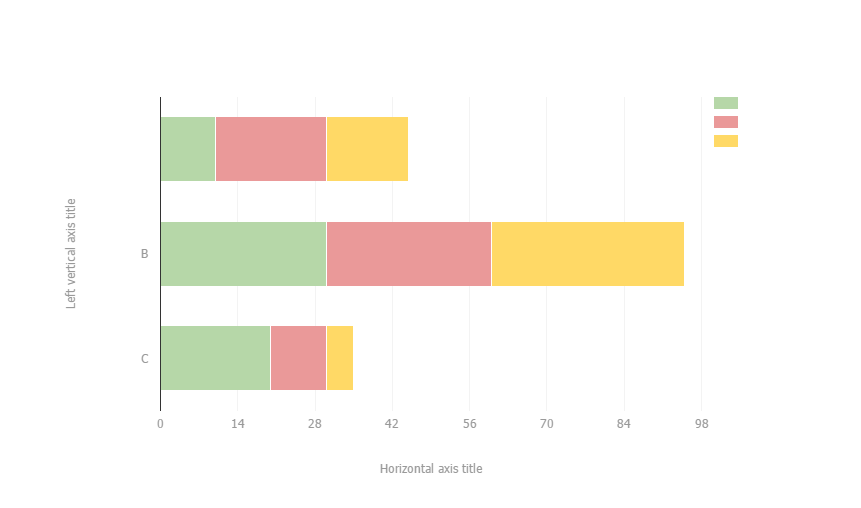 B
C
Left vertical axis title
0 14 28 42 56 70 84 98
Horizontal axis title